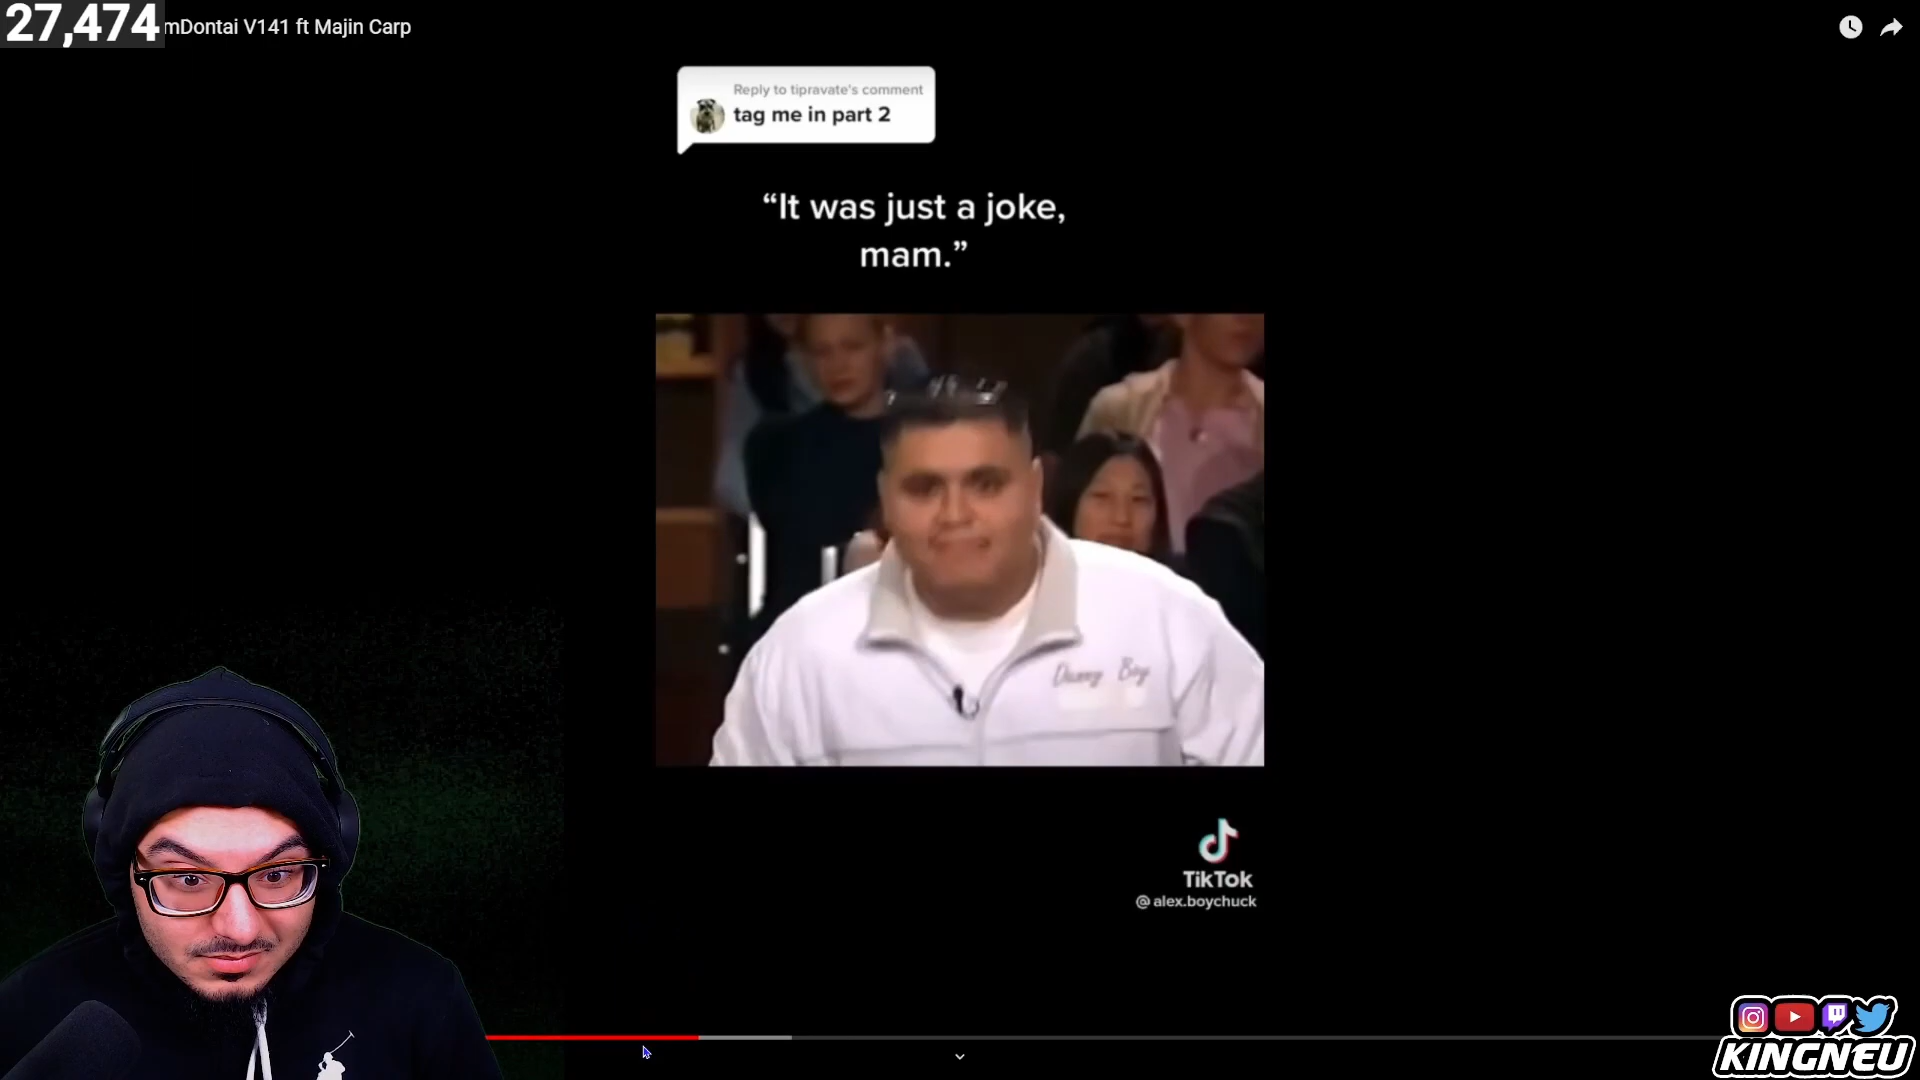 27,474
mDontai V141 ft Majin Carp
Reply to tipravate's comment
tag me in part 2
“It was just a joke,
mam.”
Danny Boy
TikTok
@alex.boychuck
KINGNEU